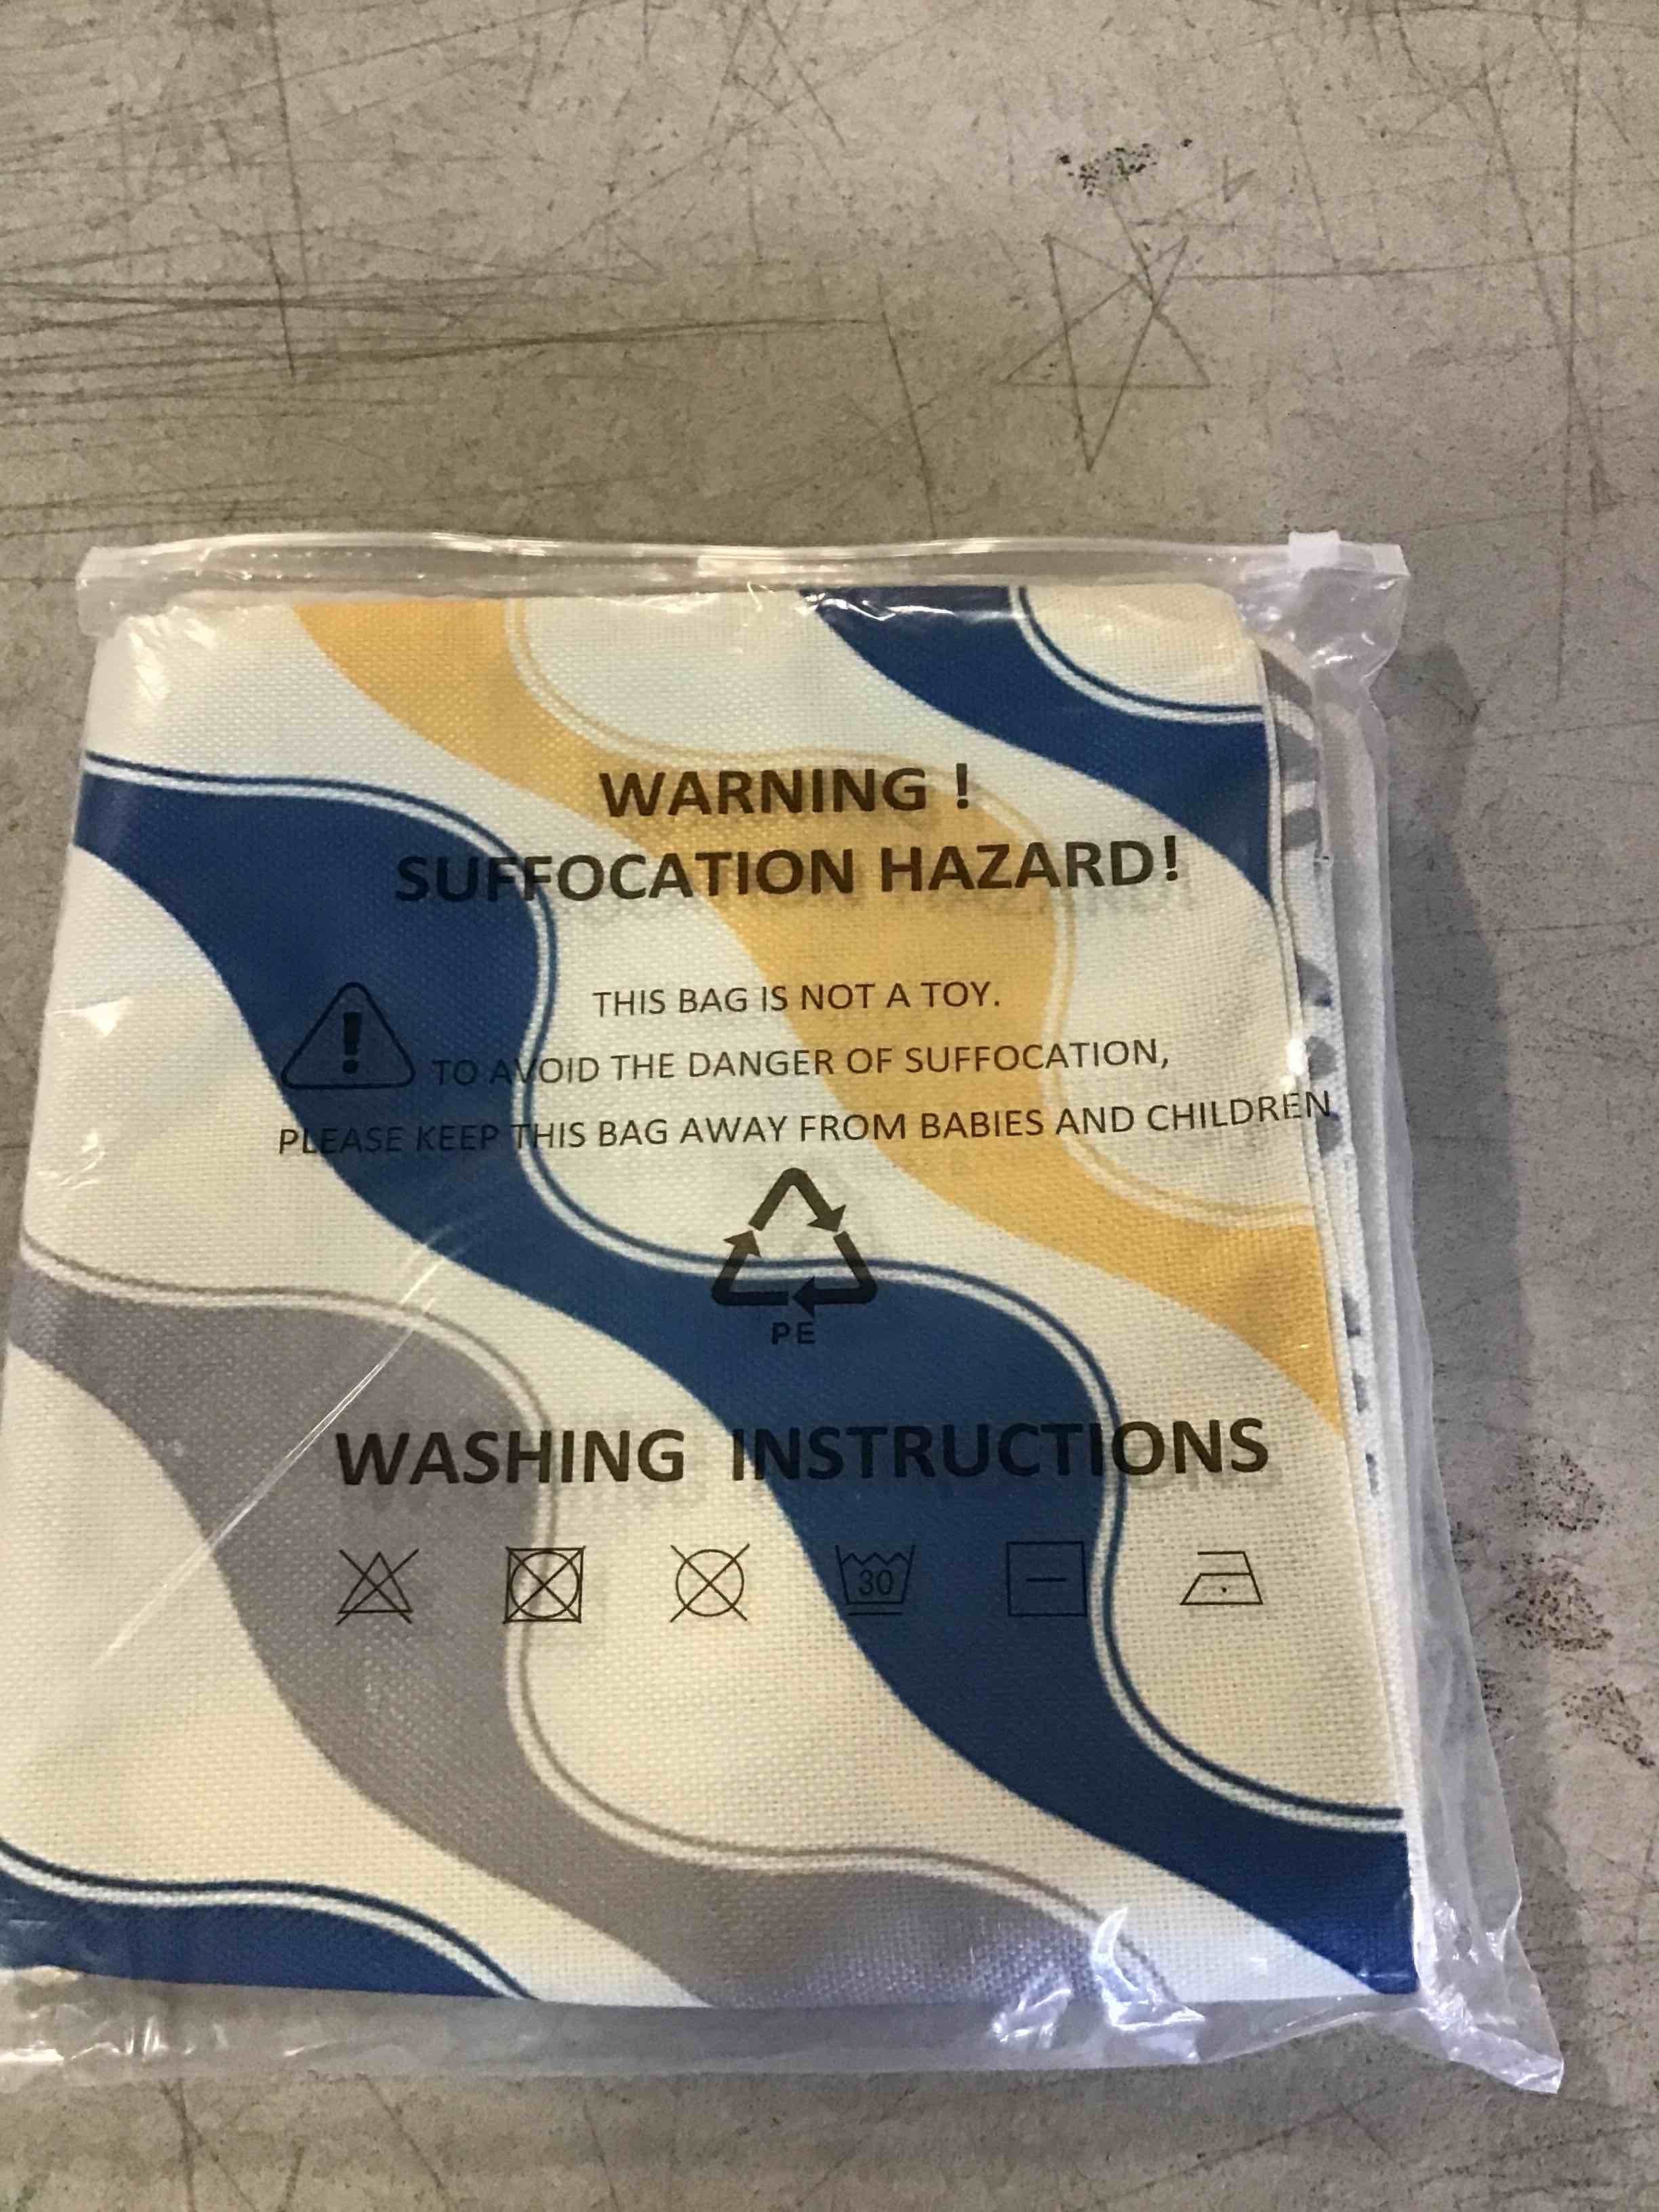 WARNING !
SUFFOCATION HAZARD!
THIS BAG IS NOT A TOY.
TO AVOID THE DANGER OF SUFFOCATION,
PLEASE KEEP THIS BAG AWAY FROM BABIES AND CHILDREN
PE
WASHING INSTRUCTIONS
30